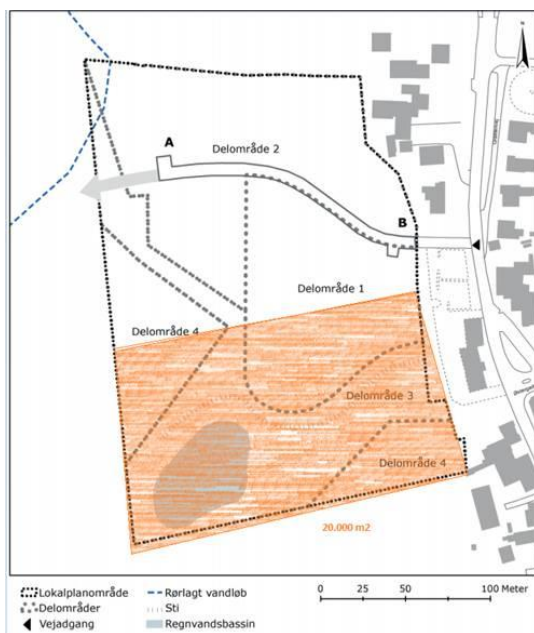 A
Delområde 2
B
Delområde 1
Delområde 4
Delområde 3
Delområde 4
20.000 m2
Lokalplanområde
Rørlagt vandløb
0 25 50 100 Meter
Delområder
Sti
Vejadgang
Regnvandsbassin